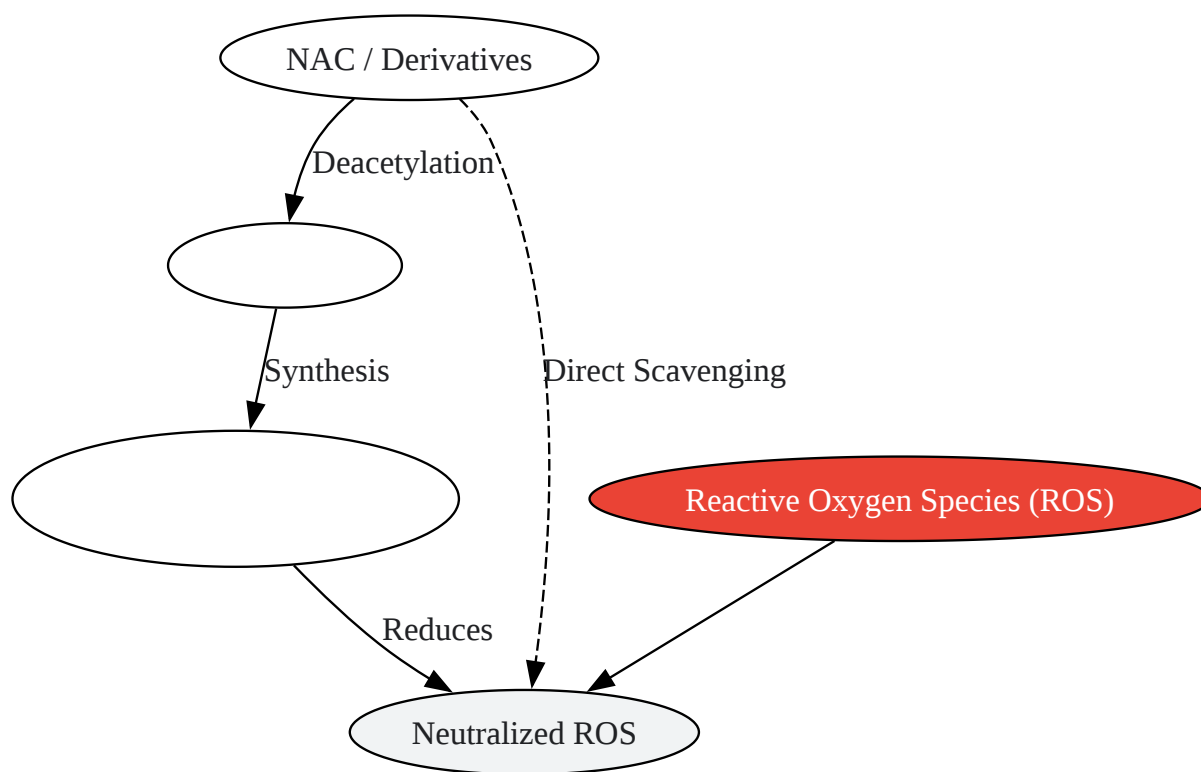 NAC / Derivatives
Deacetylation
Synthesis
Direct Scavenging
Reactive Oxygen Species (ROS)
Reduces
Neutralized ROS